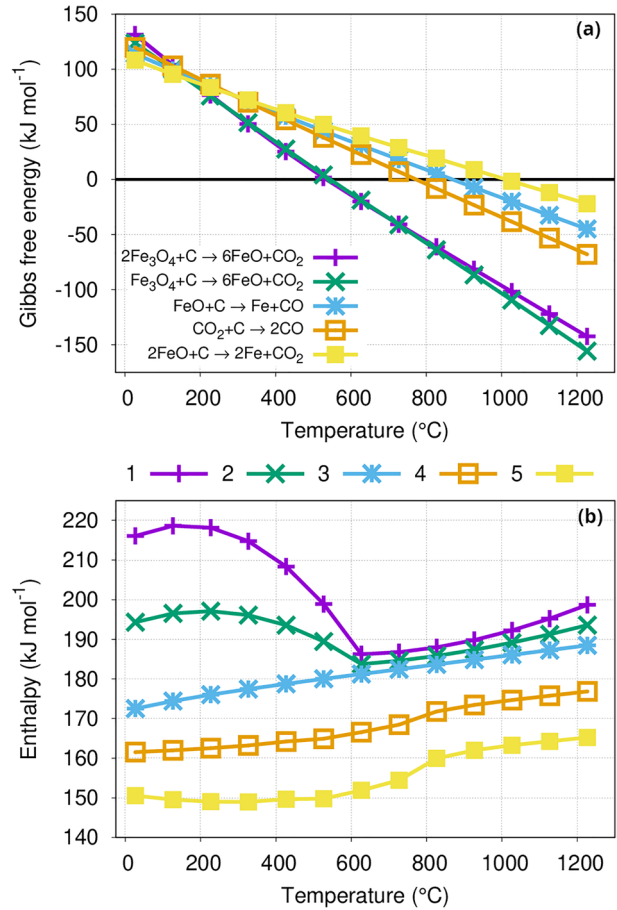 (a)
Gibbs free energy (kJ mol⁻¹)
150
100
50
0
-50
-100
-150
2Fe₃O₄+C → 6FeO+CO₂
Fe₃O₄+C → 6FeO+CO₂
FeO+C → Fe+CO
CO₂+C → 2CO
2FeO+C → 2Fe+CO₂
0 200 400 600 800 1000 1200
Temperature (°C)
1 2 3 4 5
(b)
Enthalpy (kJ mol⁻¹)
220
210
200
190
180
170
160
150
140
0 200 400 600 800 1000 1200
Temperature (°C)